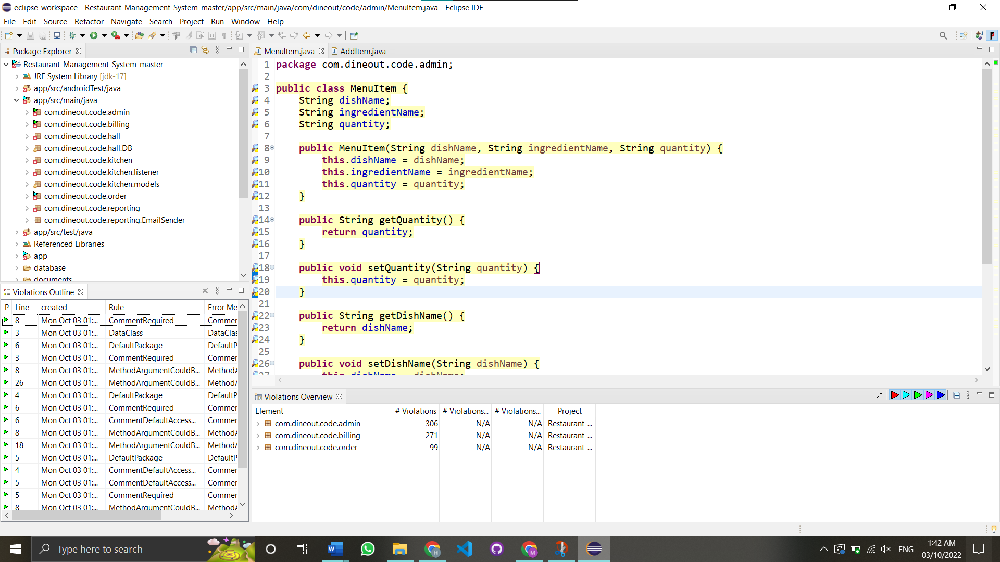 eclipse-workspace - Restaurant-Management-System-master/app/src/main/java/com/dineout/code/admin/MenuItem.java - Eclipse IDE
File Edit Source Refactor Navigate Search Project Run Window Help
Package Explorer
Restaurant-Management-System-master
JRE System Library [jdk-17]
app/src/androidTest/java
app/src/main/java
com.dineout.code.admin
com.dineout.code.billing
com.dineout.code.hall
com.dineout.code.hall.DB
com.dineout.code.kitchen
com.dineout.code.kitchen.listener
com.dineout.code.kitchen.models
com.dineout.code.order
com.dineout.code.reporting
com.dineout.code.reporting.EmailSender
app/src/test/java
Referenced Libraries
app
database
documents
MenuItem.java AddItem.java
1 package com.dineout.code.admin;
2
3 public class MenuItem {
4 String dishName;
5 String ingredientName;
6 String quantity;
7
8 public MenuItem(String dishName, String ingredientName, String quantity) {
9 this.dishName = dishName;
10 this.ingredientName = ingredientName;
11 this.quantity = quantity;
12 }
13
14 public String getQuantity() {
15 return quantity;
16 }
17
18 public void setQuantity(String quantity) {
19 this.quantity = quantity;
20 }
21
22 public String getDishName() {
23 return dishName;
24 }
25
26 public void setDishName(String dishName) {
27 this.dishName = dishName;
Violations Outline
P Line created Rule Error Me
8 Mon Oct 03 01:... CommentRequired Commer
3 Mon Oct 03 01:... DataClass DataClas
6 Mon Oct 03 01:... DefaultPackage DefaultP
3 Mon Oct 03 01:... CommentRequired Commer
8 Mon Oct 03 01:... MethodArgumentCouldB... MethodA
26 Mon Oct 03 01:... MethodArgumentCouldB... MethodA
4 Mon Oct 03 01:... DefaultPackage DefaultP
6 Mon Oct 03 01:... CommentRequired Commer
6 Mon Oct 03 01:... CommentDefaultAccess... Commer
8 Mon Oct 03 01:... MethodArgumentCouldB... MethodA
18 Mon Oct 03 01:... MethodArgumentCouldB... MethodA
5 Mon Oct 03 01:... DefaultPackage DefaultP
4 Mon Oct 03 01:... CommentDefaultAccess... Commer
5 Mon Oct 03 01:... CommentDefaultAccess... Commer
5 Mon Oct 03 01:... CommentRequired Commer
8 Mon Oct 03 01:... MethodArgumentCouldB... MethodA
Violations Overview
Element # Violations # Violations... # Violations... Project
com.dineout.code.admin 306 N/A N/A Restaurant-...
com.dineout.code.billing 271 N/A N/A Restaurant-...
com.dineout.code.order 99 N/A N/A Restaurant-...
Type here to search
ENG
1:42 AM
03/10/2022